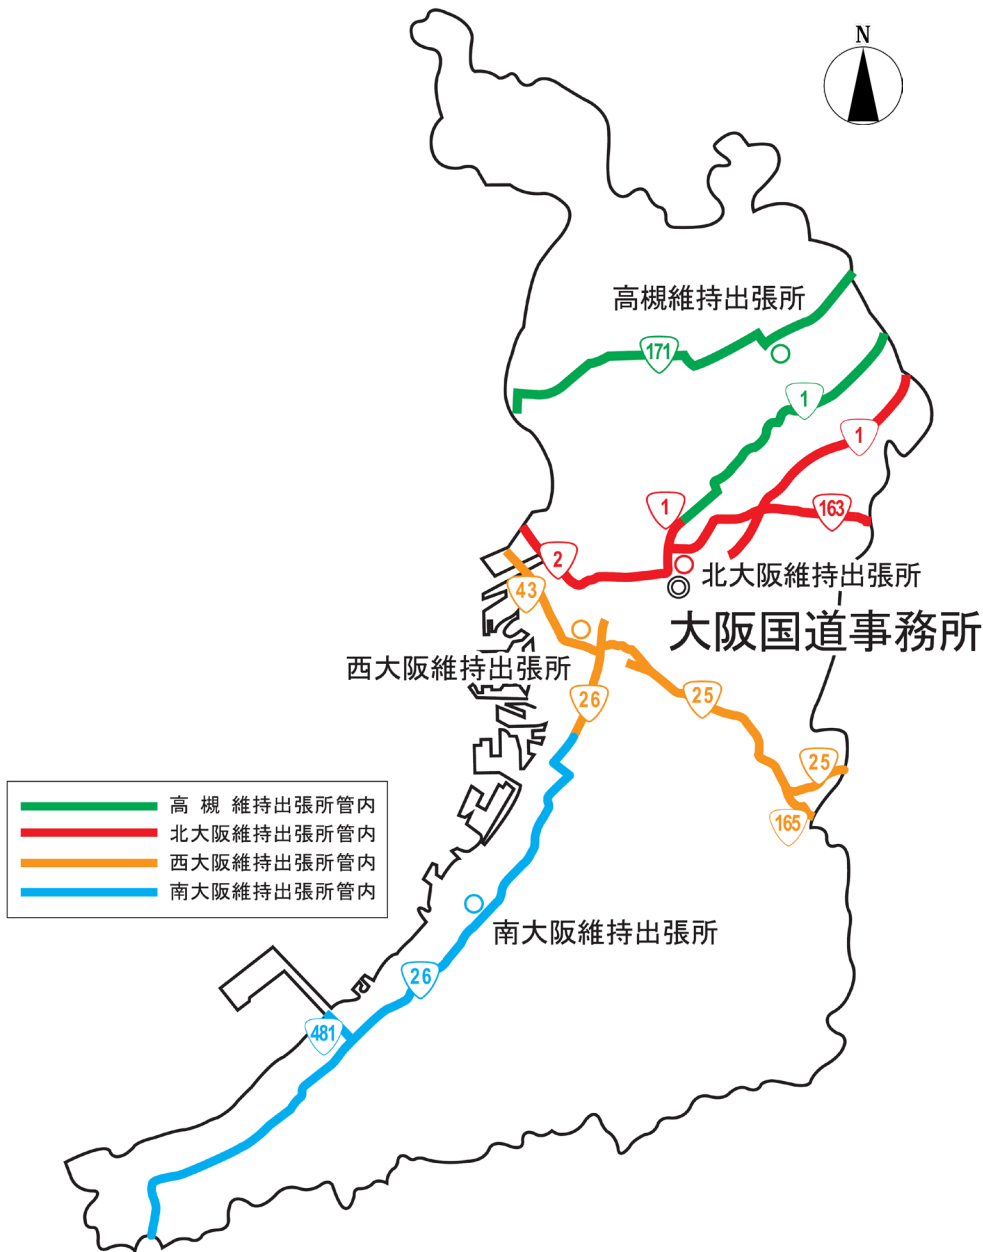 N
高槻維持出張所
171
1
1
1
163
2
北大阪維持出張所
43
大阪国道事務所
西大阪維持出張所
26
25
25
165
高 槻 維持出張所管内
北大阪維持出張所管内
西大阪維持出張所管内
南大阪維持出張所管内
南大阪維持出張所
26
481